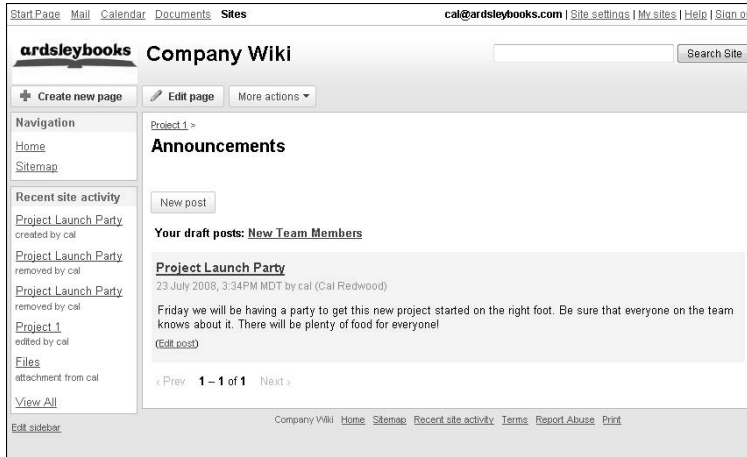 Start Page Mail Calendar Documents Sites
cal@ardsleybooks.com | Site settings | My sites | Help | Sign
ardsleybooks
Company Wiki
Search Site
Create new page
Edit page
More actions
Navigation
Home
Sitemap
Recent site activity
Project Launch Party
created by cal
Project Launch Party
removed by cal
Project Launch Party
removed by cal
Project 1
edited by cal
Files
attachment from cal
View All
Edit sidebar
Project 1 >
Announcements
New post
Your draft posts: New Team Members
Project Launch Party
23 July 2008, 3:34PM MDT by cal (Cal Redwood)
Friday we will be having a party to get this new project started on the right foot. Be sure that everyone on the team
knows about it. There will be plenty of food for everyone!
(Edit post)
‹ Prev 1 – 1 of 1 Next ›
Company Wiki Home Sitemap Recent site activity Terms Report Abuse Print